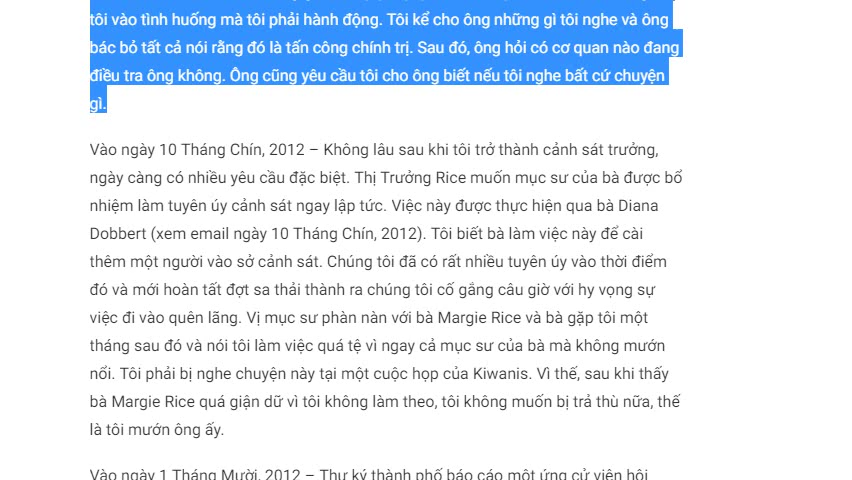 tôi vào tình huống mà tôi phải hành động. Tôi kể cho ông những gì tôi nghe và ông
bác bỏ tất cả nói rằng đó là tấn công chính trị. Sau đó, ông hỏi có cơ quan nào đang
điều tra ông không. Ông cũng yêu cầu tôi cho ông biết nếu tôi nghe bất cứ chuyện
gì.
Vào ngày 10 Tháng Chín, 2012 – Không lâu sau khi tôi trở thành cảnh sát trưởng,
ngày càng có nhiều yêu cầu đặc biệt. Thị Trưởng Rice muốn mục sư của bà được bổ
nhiệm làm tuyên úy cảnh sát ngay lập tức. Việc này được thực hiện qua bà Diana
Dobbert (xem email ngày 10 Tháng Chín, 2012). Tôi biết bà làm việc này để cài
thêm một người vào sở cảnh sát. Chúng tôi đã có rất nhiều tuyên úy vào thời điểm
đó và mới hoàn tất đợt sa thải thành ra chúng tôi cố gắng câu giờ với hy vọng sự
việc đi vào quên lãng. Vị mục sư phàn nàn với bà Margie Rice và bà gặp tôi một
tháng sau đó và nói tôi làm việc quá tệ vì ngay cả mục sư của bà mà không mướn
nổi. Tôi phải bị nghe chuyện này tại một cuộc họp của Kiwanis. Vì thế, sau khi thấy
bà Margie Rice quá giận dữ vì tôi không làm theo, tôi không muốn bị trả thù nữa, thế
là tôi mướn ông ấy.
Vào ngày 1 Tháng Mười, 2012 – Thư ký thành phố báo cáo một ứng cử viên hội